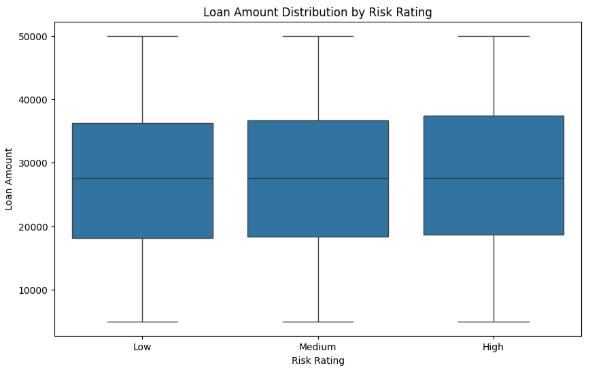 Loan Amount Distribution by Risk Rating
50000
40000
30000
20000
10000
Loan Amount
Low Medium High
Risk Rating